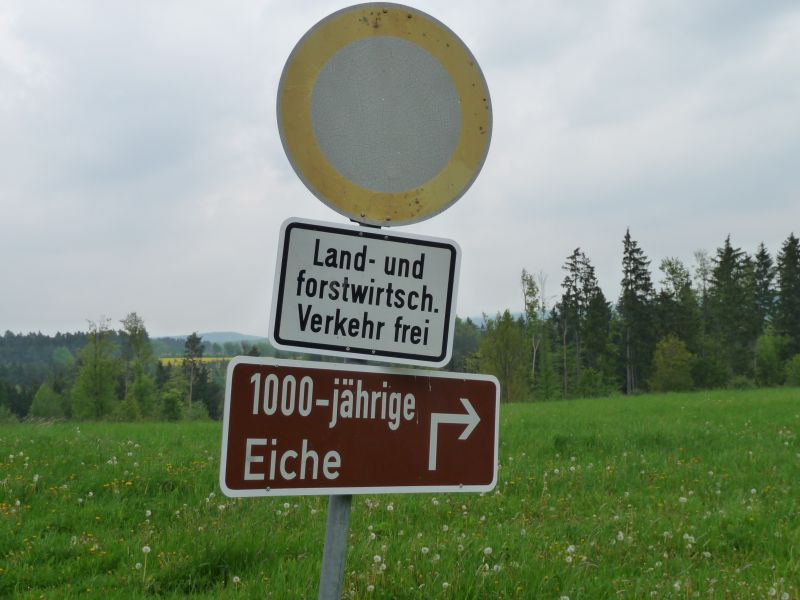 Land- und
forstwirtsch.
Verkehr frei
1000-jährige
Eiche